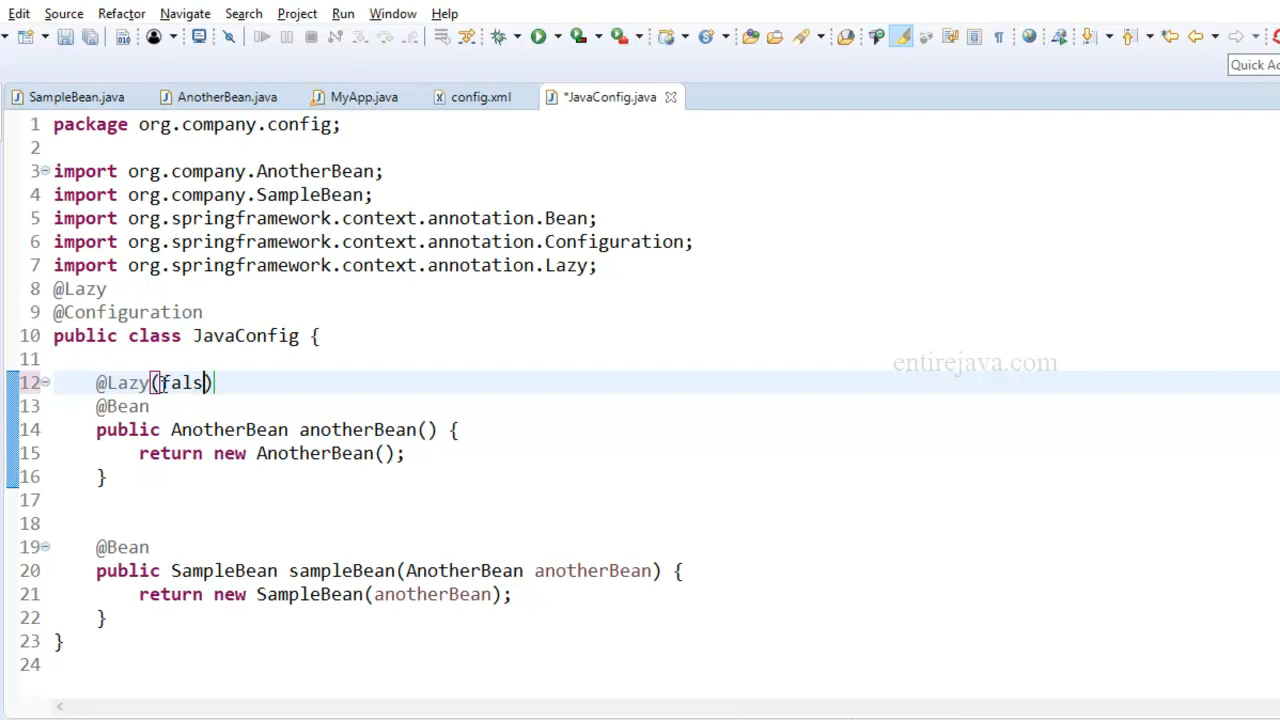 Edit Source Refactor Navigate Search Project Run Window Help
Quick Ac
SampleBean.java AnotherBean.java MyApp.java config.xml *JavaConfig.java
1 package org.company.config;
2
3 import org.company.AnotherBean;
4 import org.company.SampleBean;
5 import org.springframework.context.annotation.Bean;
6 import org.springframework.context.annotation.Configuration;
7 import org.springframework.context.annotation.Lazy;
8 @Lazy
9 @Configuration
10 public class JavaConfig {
11
entirejava.com
12 @Lazy(fals)
13 @Bean
14 public AnotherBean anotherBean() {
15 return new AnotherBean();
16 }
17
18
19 @Bean
20 public SampleBean sampleBean(AnotherBean anotherBean) {
21 return new SampleBean(anotherBean);
22 }
23 }
24